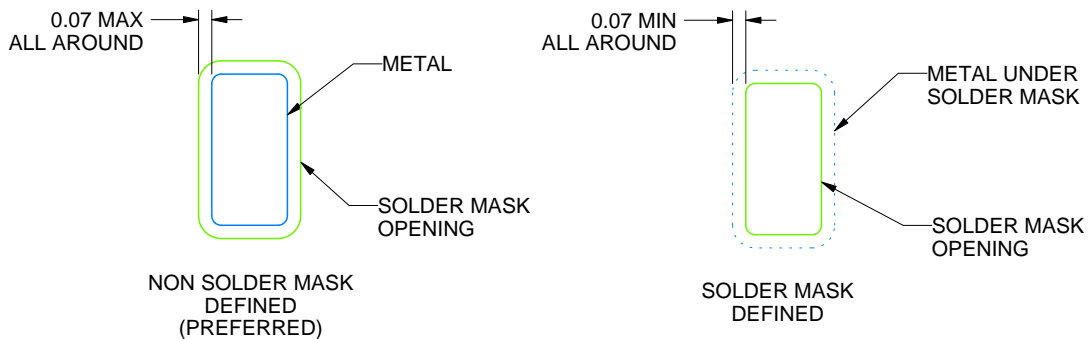 0.07 MAX
ALL AROUND
METAL
SOLDER MASK
OPENING
NON SOLDER MASK
DEFINED
(PREFERRED)
0.07 MIN
ALL AROUND
METAL UNDER
SOLDER MASK
SOLDER MASK
OPENING
SOLDER MASK
DEFINED